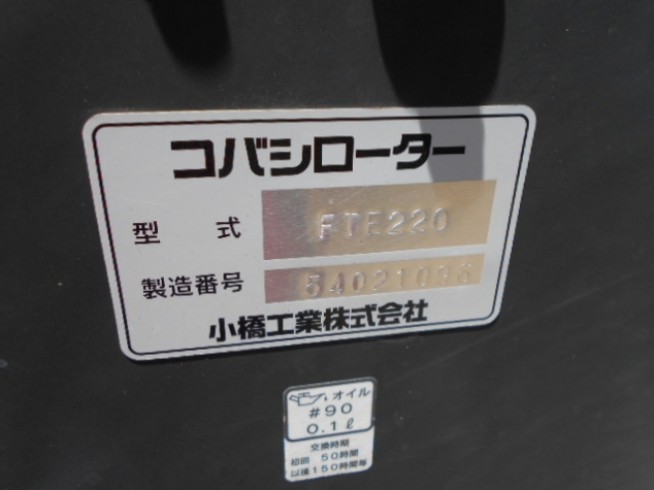 コバシローター
型式 FTE220
製造番号 54021036
小橋工業株式会社
オイル
#90
0.1ℓ
交換時期
初回 50時間
以後150時間毎